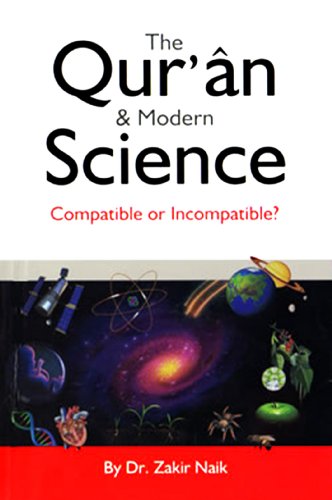 The
Qur'ân
& Modern
Science
Compatible or Incompatible?
By Dr. Zakir Naik